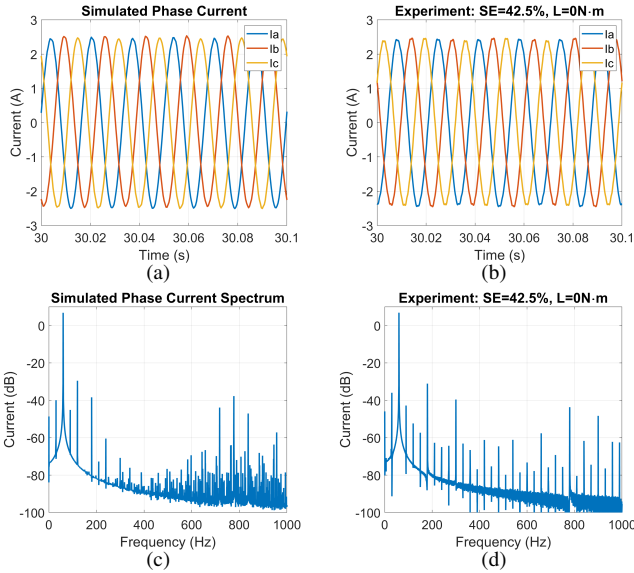 Simulated Phase Current
3
2
1
0
-1
-2
-3
Current (A)
Ia
Ib
Ic
30
30.02
30.04
30.06
30.08
30.1
Time (s)
(a)
Experiment: SE=42.5%, L=0N·m
3
2
1
0
-1
-2
-3
Current (A)
Ia
Ib
Ic
30
30.02
30.04
30.06
30.08
30.1
Time (s)
(b)
Simulated Phase Current Spectrum
0
-20
-40
-60
-80
-100
Current (dB)
0
200
400
600
800
1000
Frequency (Hz)
(c)
Experiment: SE=42.5%, L=0N·m
0
-20
-40
-60
-80
-100
Current (dB)
0
200
400
600
800
1000
Frequency (Hz)
(d)